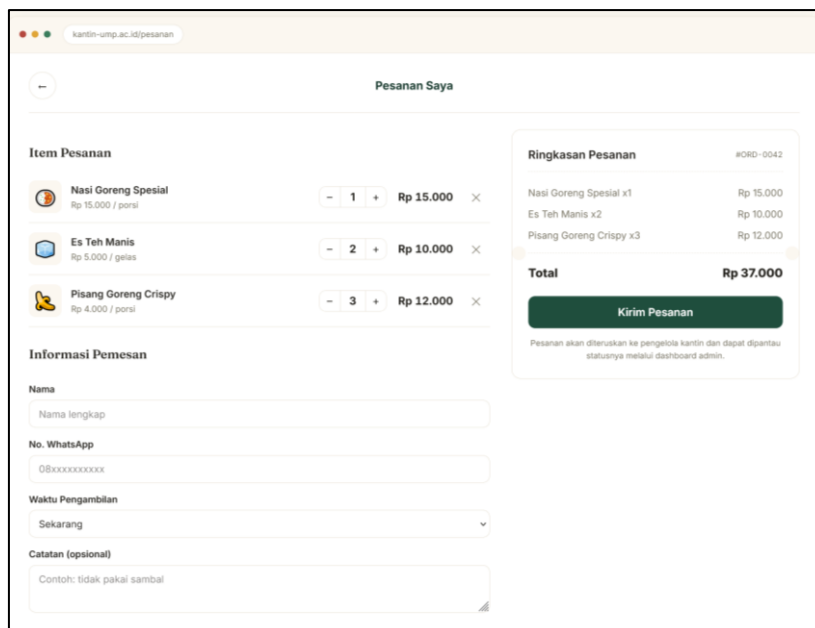 kantin-ump.ac.id/pesanan
←
Pesanan Saya
Item Pesanan
Nasi Goreng Spesial
Rp 15.000 / porsi
− 1 + Rp 15.000 ×
Es Teh Manis
Rp 5.000 / gelas
− 2 + Rp 10.000 ×
Pisang Goreng Crispy
Rp 4.000 / porsi
− 3 + Rp 12.000 ×
Informasi Pemesan
Nama
Nama lengkap
No. WhatsApp
08xxxxxxxxxx
Waktu Pengambilan
Sekarang
Catatan (opsional)
Contoh: tidak pakai sambal
Ringkasan Pesanan #ORD-0042
Nasi Goreng Spesial x1 Rp 15.000
Es Teh Manis x2 Rp 10.000
Pisang Goreng Crispy x3 Rp 12.000
Total Rp 37.000
Kirim Pesanan
Pesanan akan diteruskan ke pengelola kantin dan dapat dipantau
statusnya melalui dashboard admin.